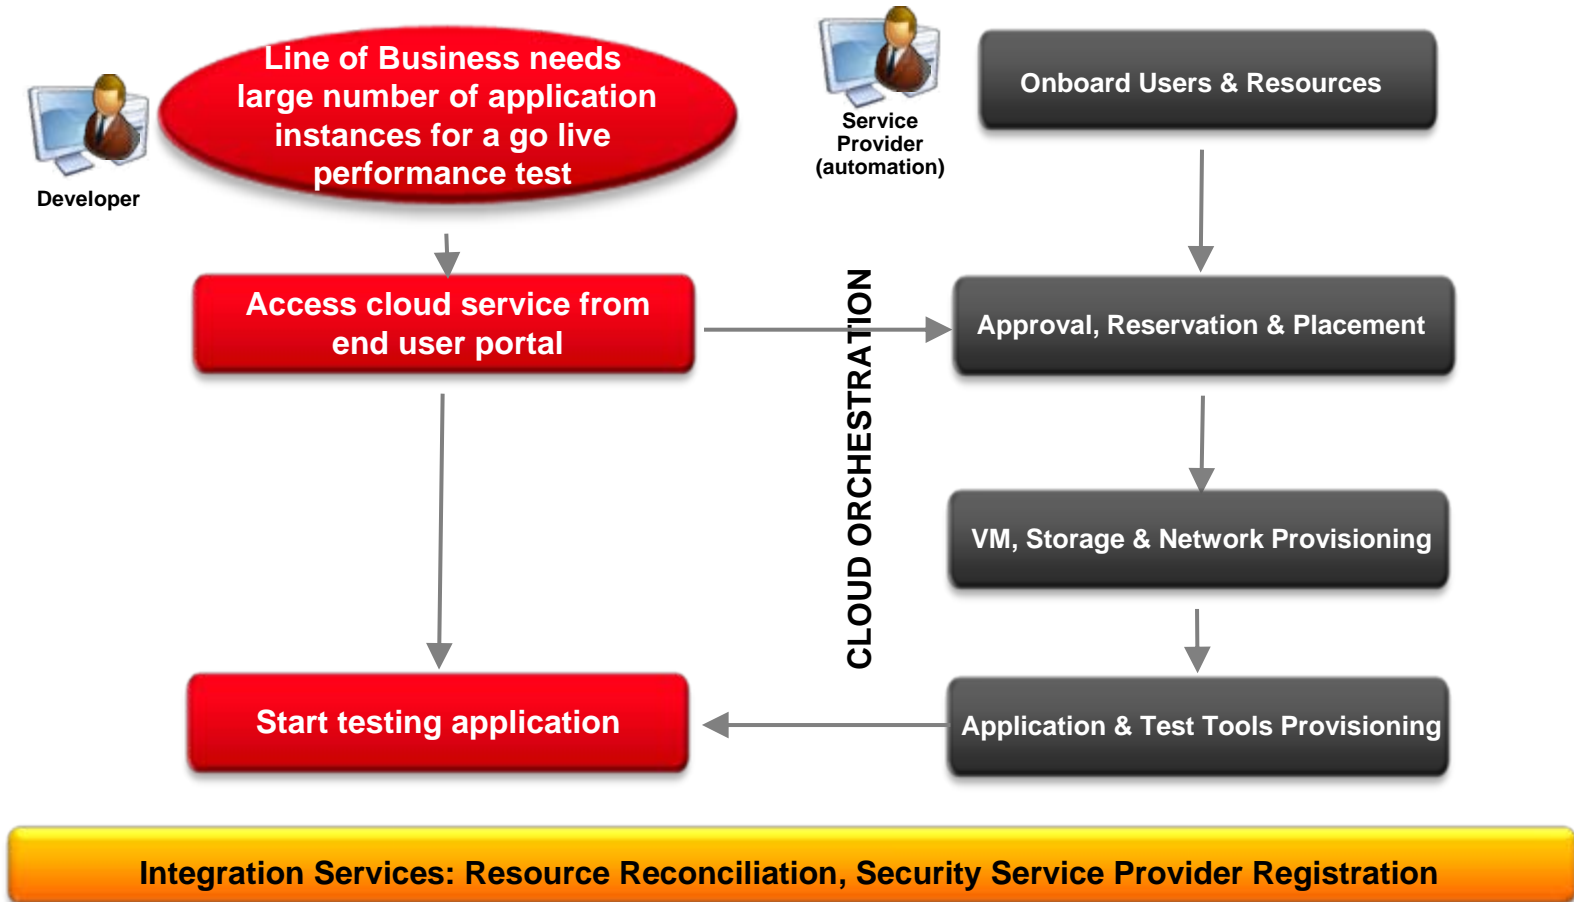 Line of Business needs
large number of application
instances for a go live
performance test
Developer
Service
Provider
(automation)
Onboard Users & Resources
Access cloud service from
end user portal
CLOUD ORCHESTRATION
Approval, Reservation & Placement
VM, Storage & Network Provisioning
Start testing application
Application & Test Tools Provisioning
Integration Services: Resource Reconciliation, Security Service Provider Registration